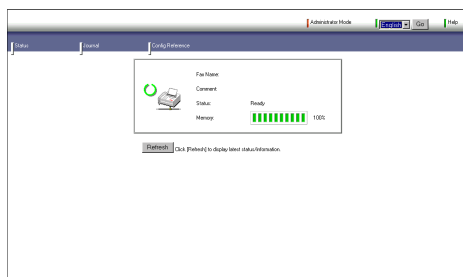 Administrator Mode English Go Help
Status Journal Config Reference
Fax Name:
Comment:
Status: Ready
Memory: 100%
Refresh Click [Refresh] to display latest status/information.